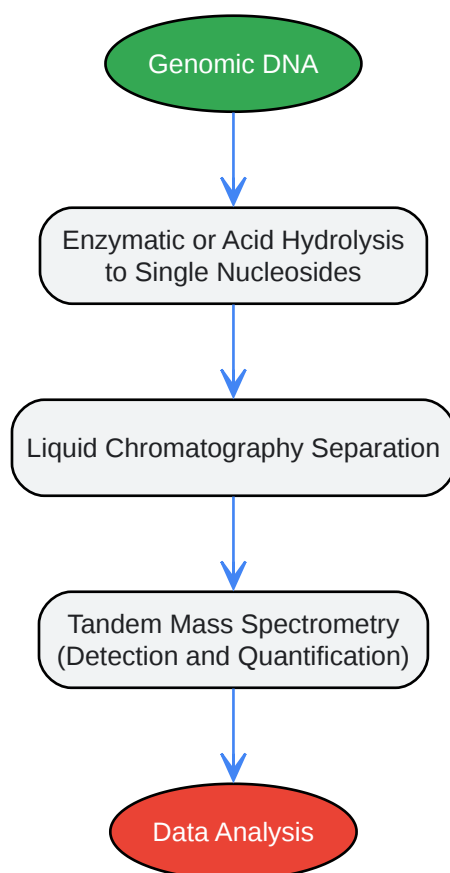 Genomic DNA
Enzymatic or Acid Hydrolysis
to Single Nucleosides
Liquid Chromatography Separation
Tandem Mass Spectrometry
(Detection and Quantification)
Data Analysis